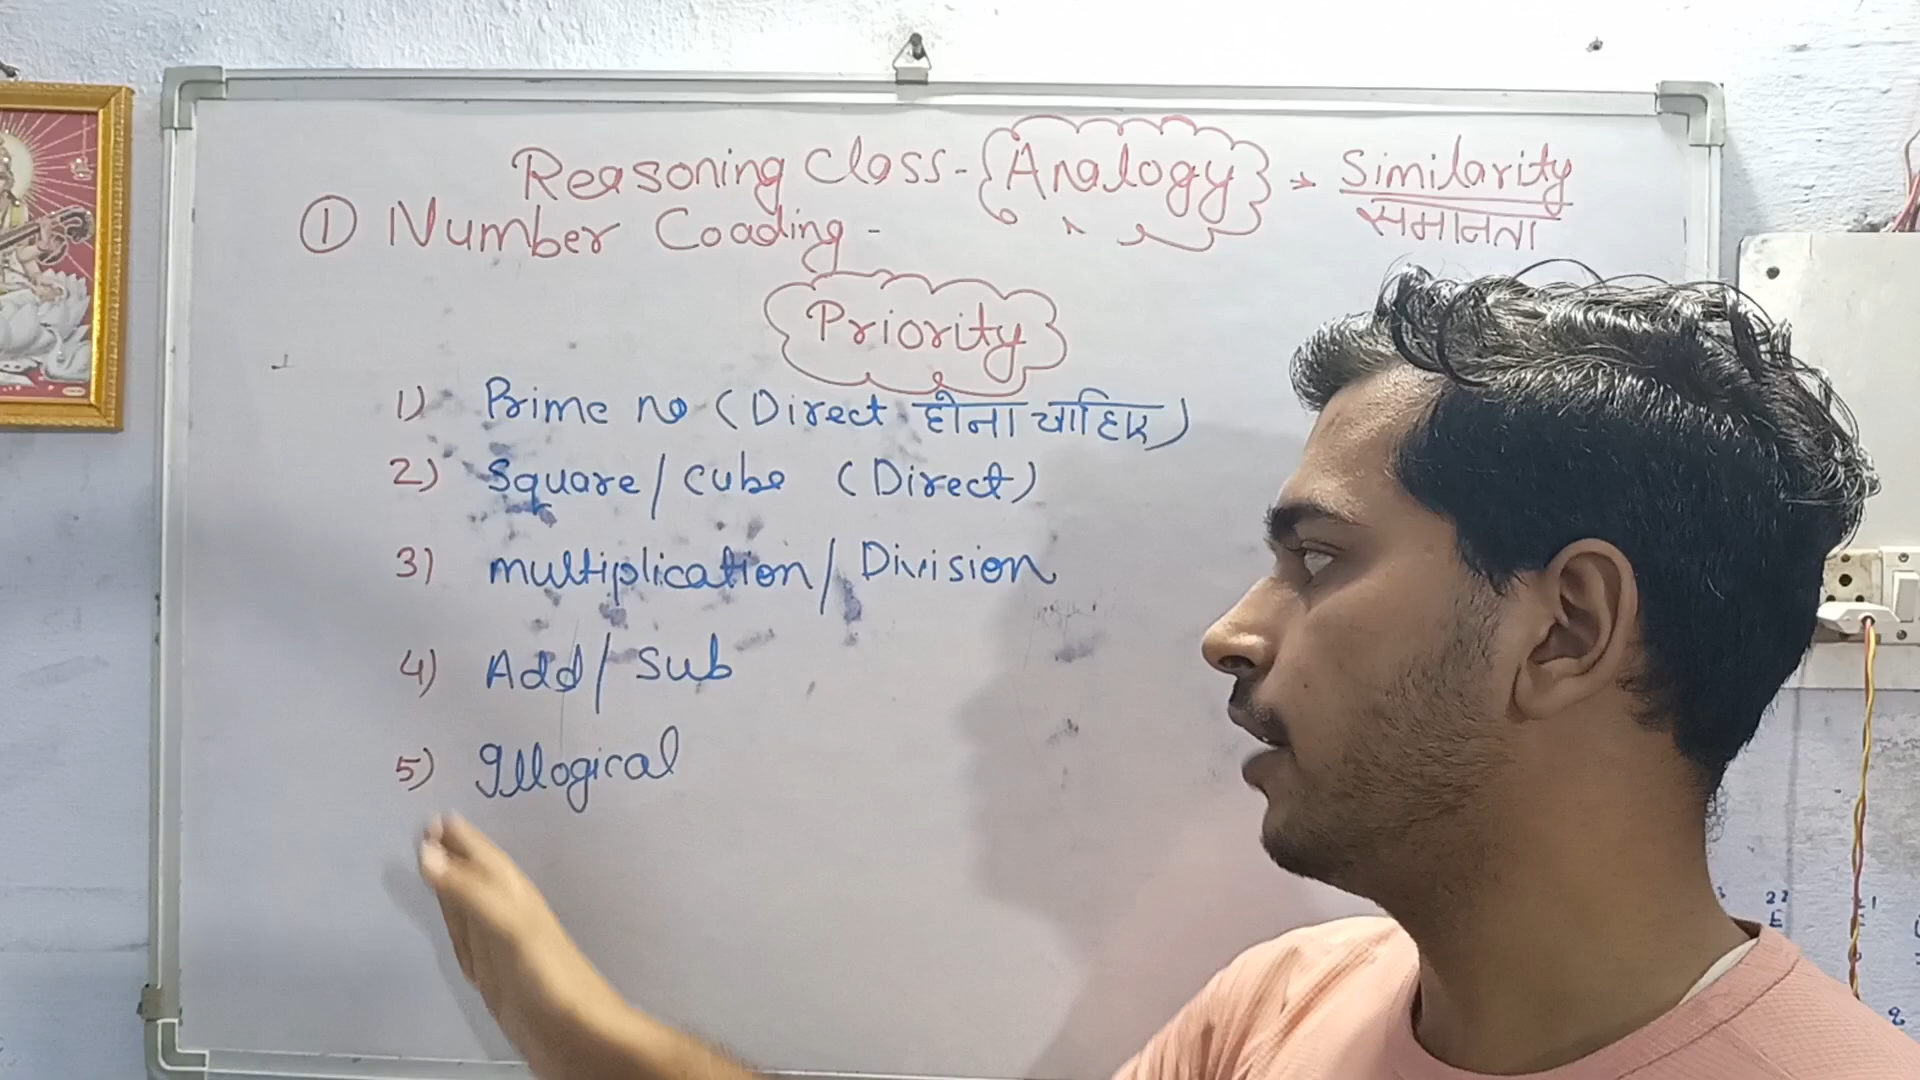 Reasoning Class - Analogy → Similarity
समानता
① Number Coading -
Priority
1) Prime no (Direct होना चाहिए)
2) Square / Cube (Direct)
3) multiplication / Division
4) Add / Sub
5) Illogical
22
E